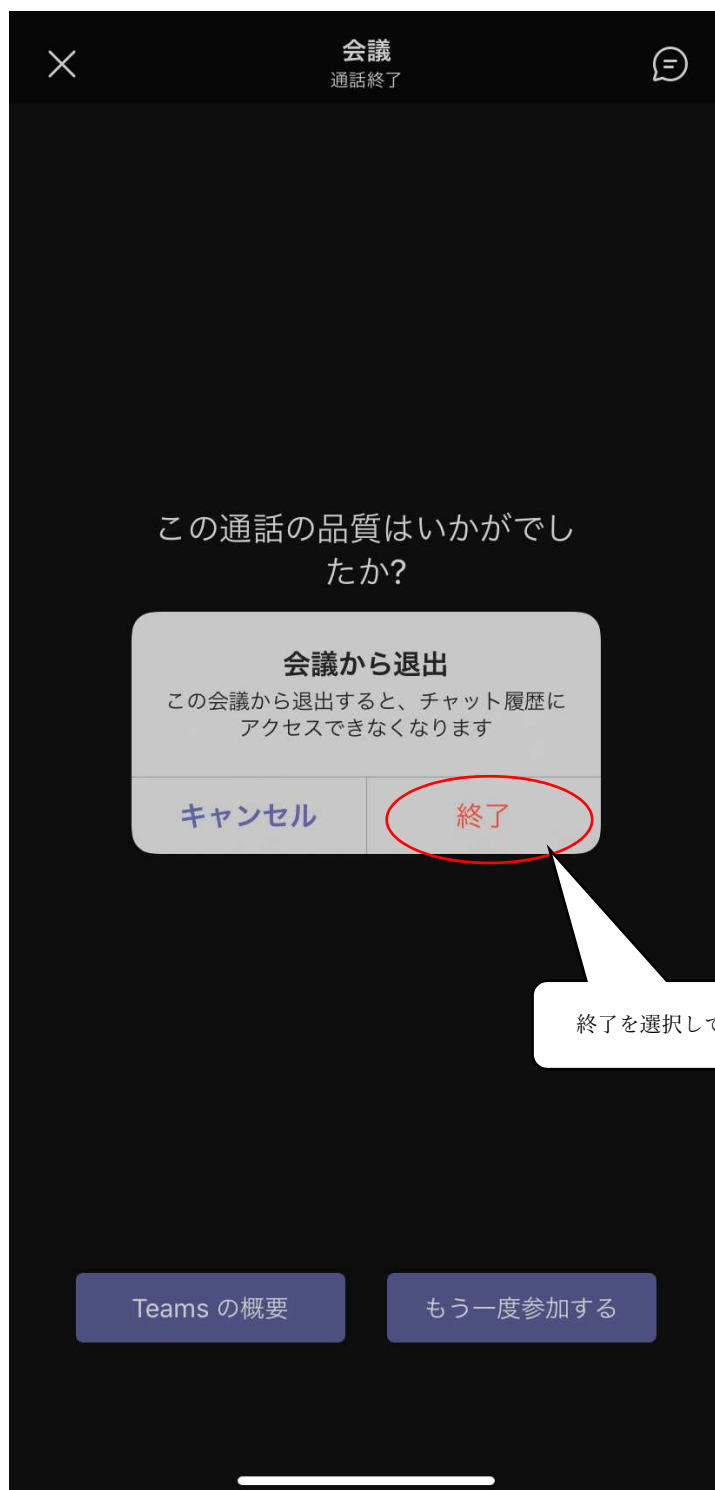 会議
通話終了
この通話の品質はいかがでし
たか?
会議から退出
この会議から退出すると、チャット履歴に
アクセスできなくなります
キャンセル
終了
終了を選択して
Teams の概要
もう一度参加する